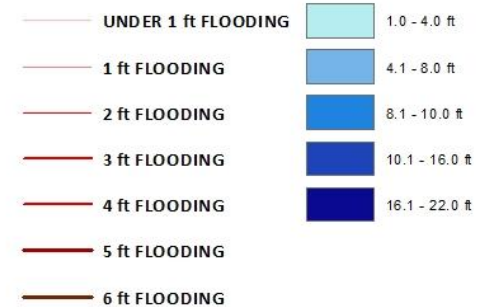 UNDER 1 ft FLOODING
1 ft FLOODING
2 ft FLOODING
3 ft FLOODING
4 ft FLOODING
5 ft FLOODING
6 ft FLOODING
1.0 - 4.0 ft
4.1 - 8.0 ft
8.1 - 10.0 ft
10.1 - 16.0 ft
16.1 - 22.0 ft